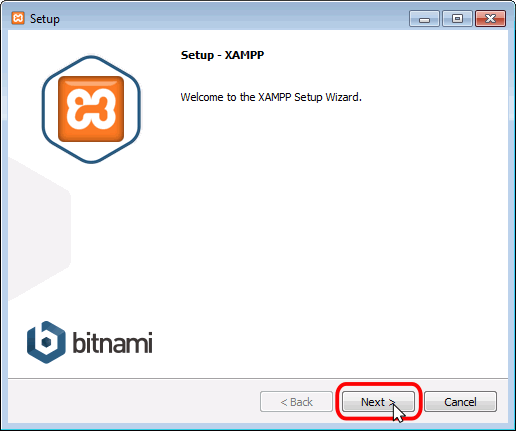 Setup
Setup - XAMPP
Welcome to the XAMPP Setup Wizard.
bitnami
< Back Next > Cancel